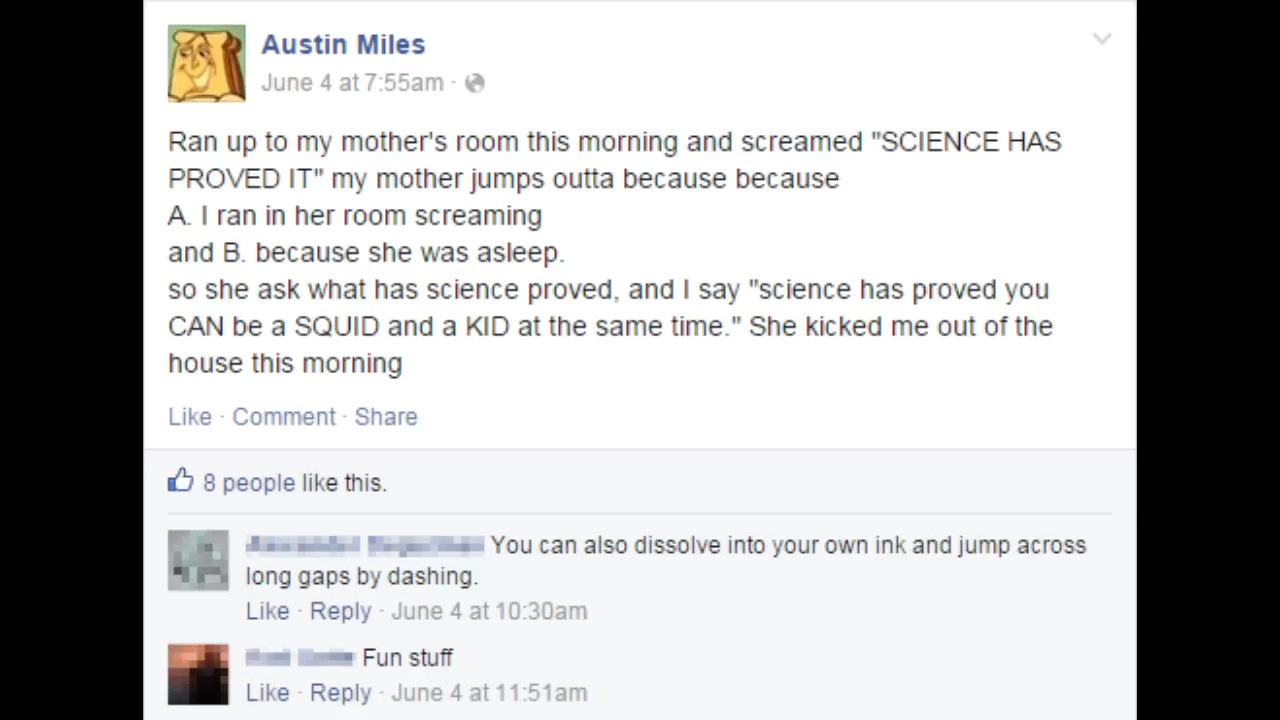 Austin Miles
June 4 at 7:55am ·
Ran up to my mother's room this morning and screamed "SCIENCE HAS
PROVED IT" my mother jumps outta because because
A. I ran in her room screaming
and B. because she was asleep.
so she ask what has science proved, and I say "science has proved you
CAN be a SQUID and a KID at the same time." She kicked me out of the
house this morning
Like · Comment · Share
8 people like this.
You can also dissolve into your own ink and jump across
long gaps by dashing.
Like · Reply · June 4 at 10:30am
Fun stuff
Like · Reply · June 4 at 11:51am